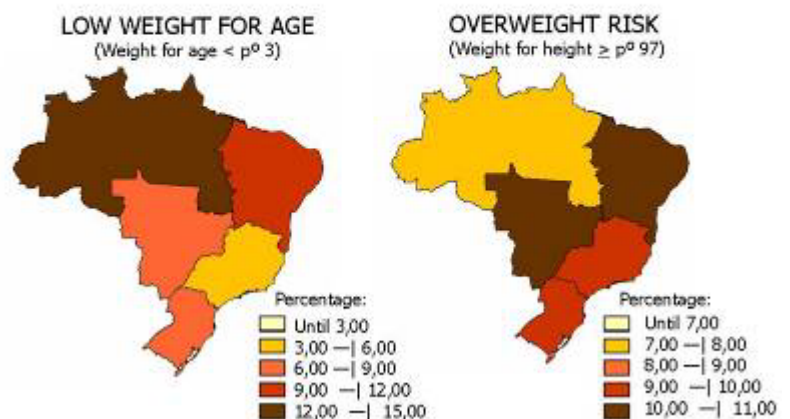 LOW WEIGHT FOR AGE
(Weight for age < pº 3)
Percentage:
Until 3,00
3,00 —| 6,00
6,00 —| 9,00
9,00 —| 12,00
12,00 —| 15,00
OVERWEIGHT RISK
(Weight for height ≥ pº 97)
Percentage:
Until 7,00
7,00 —| 8,00
8,00 —| 9,00
9,00 —| 10,00
10,00 —| 11,00